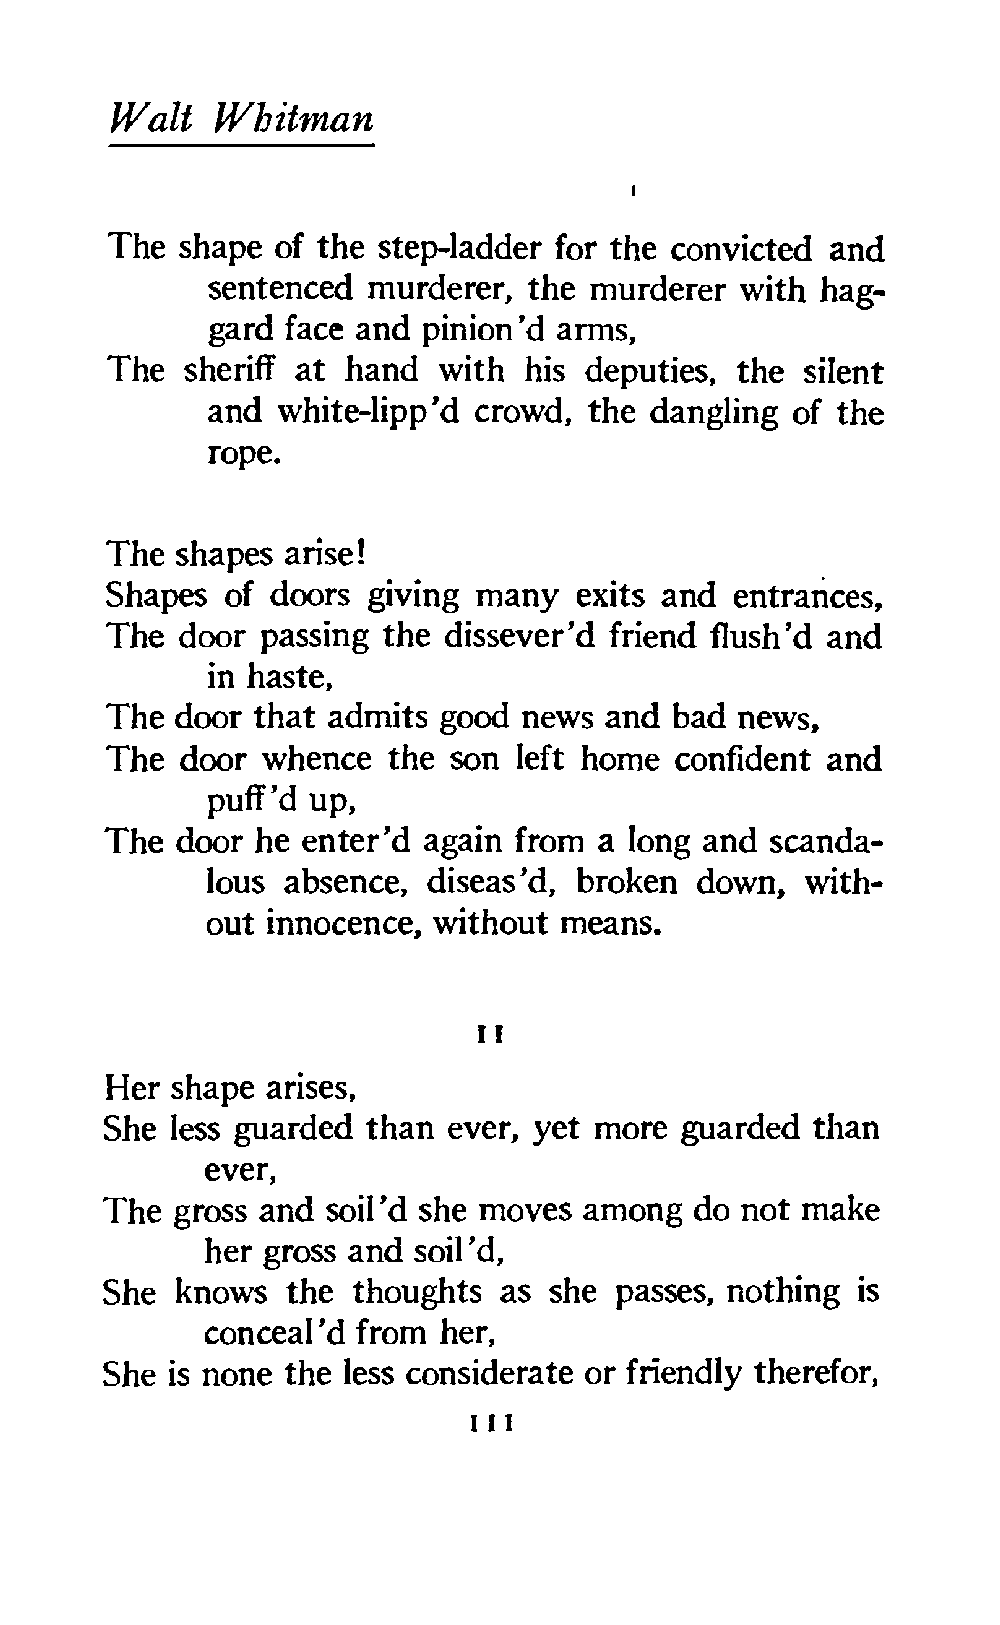 Walt Whitman
The shape of the step-ladder for the convicted and
sentenced murderer, the murderer with hag-
gard face and pinion'd arms,
The sheriff at hand with his deputies, the silent
and white-lipp'd crowd, the dangling of the
rope.
The shapes arise!
Shapes of doors giving many exits and entrances,
The door passing the dissever'd friend flush'd and
in haste,
The door that admits good news and bad news,
The door whence the son left home confident and
puff'd up,
The door he enter'd again from a long and scanda-
lous absence, diseas'd, broken down, with-
out innocence, without means.
11
Her shape arises,
She less guarded than ever, yet more guarded than
ever,
The gross and soil'd she moves among do not make
her gross and soil'd,
She knows the thoughts as she passes, nothing is
conceal'd from her,
She is none the less considerate or friendly therefor,
111